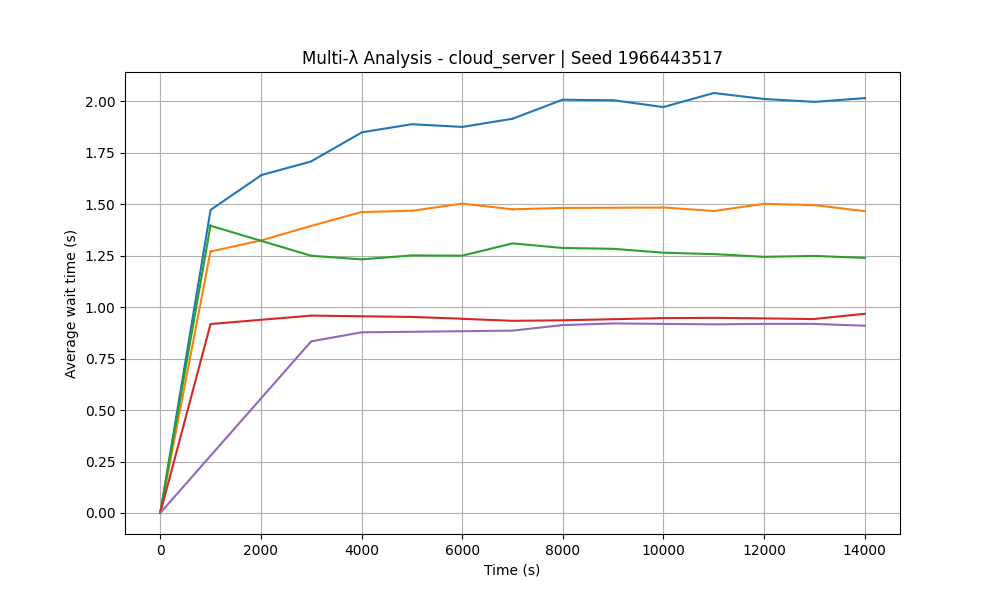 Multi-λ Analysis - cloud_server | Seed 1966443517
Average wait time (s)
2.00
1.75
1.50
1.25
1.00
0.75
0.50
0.25
0.00
0 2000 4000 6000 8000 10000 12000 14000
Time (s)